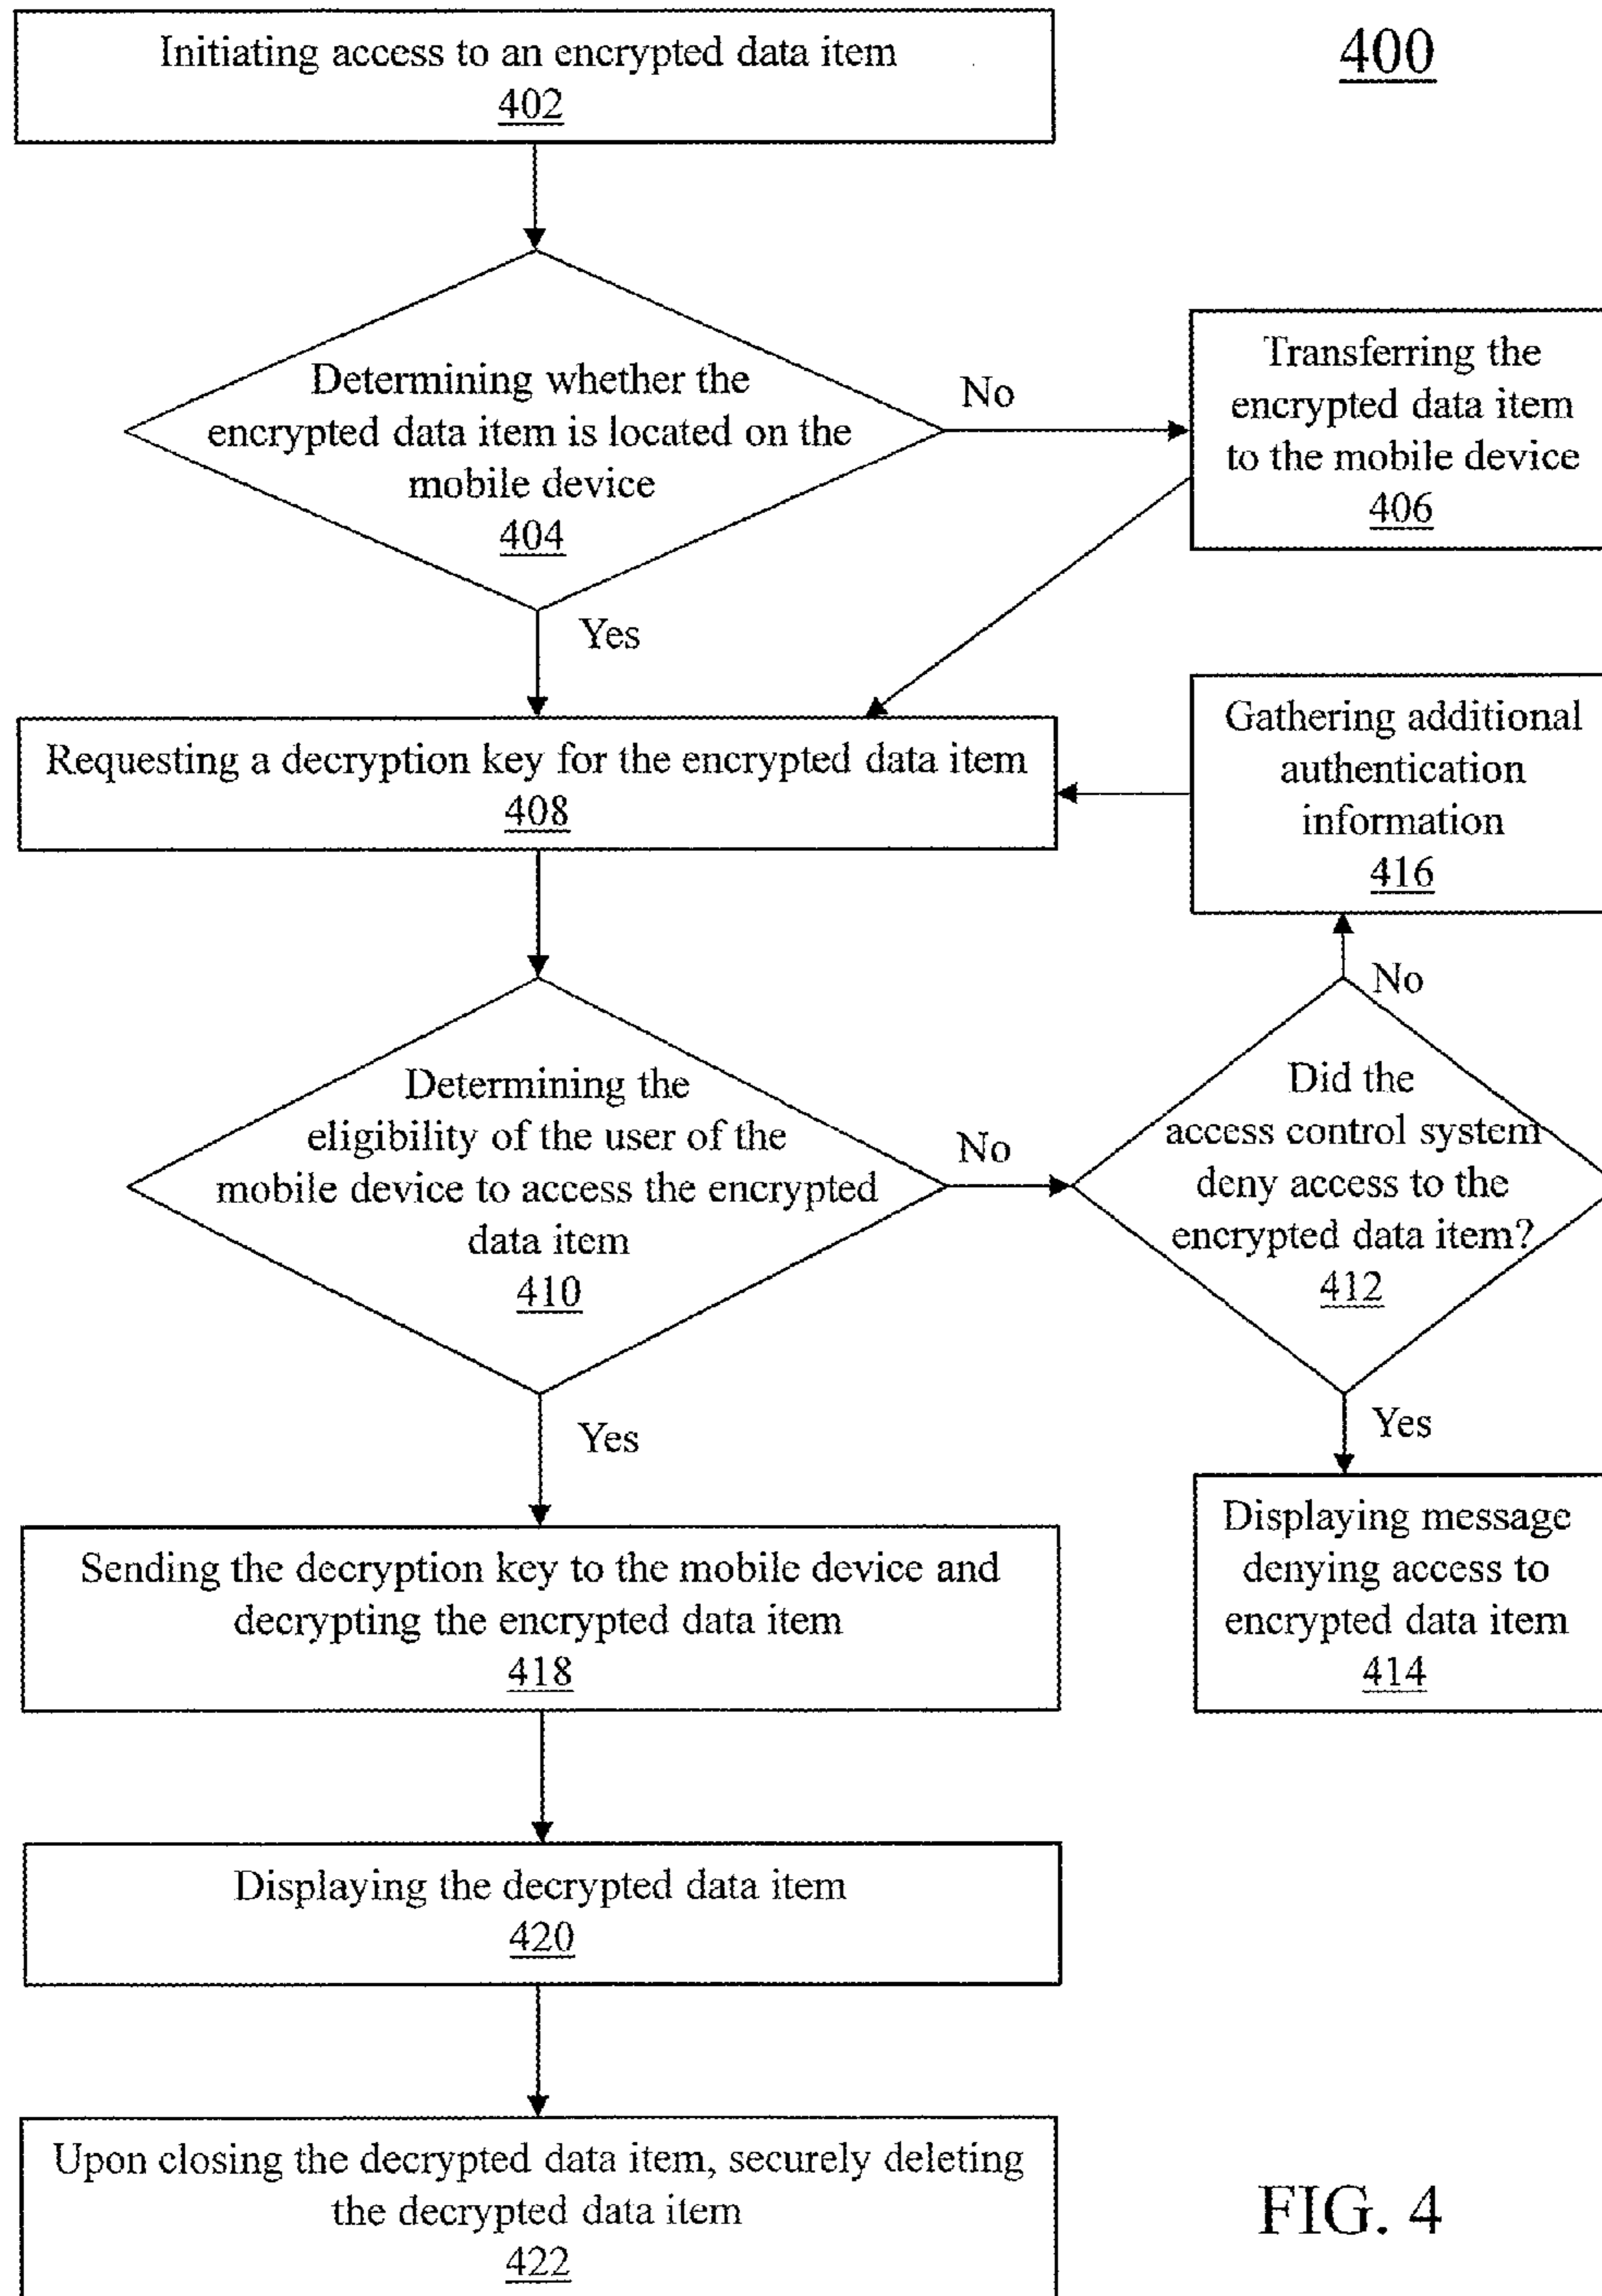 Initiating access to an encrypted data item
402
400
Determining whether the
encrypted data item is located on the
mobile device
404
No
Transferring the
encrypted data item
to the mobile device
406
Yes
Requesting a decryption key for the encrypted data item
408
Gathering additional
authentication
information
416
No
Determining the
eligibility of the user of the
mobile device to access the encrypted
data item
410
No
Did the
access control system
deny access to the
encrypted data item?
412
Yes
Yes
Sending the decryption key to the mobile device and
decrypting the encrypted data item
418
Displaying message
denying access to
encrypted data item
414
Displaying the decrypted data item
420
Upon closing the decrypted data item, securely deleting
the decrypted data item
422
FIG. 4